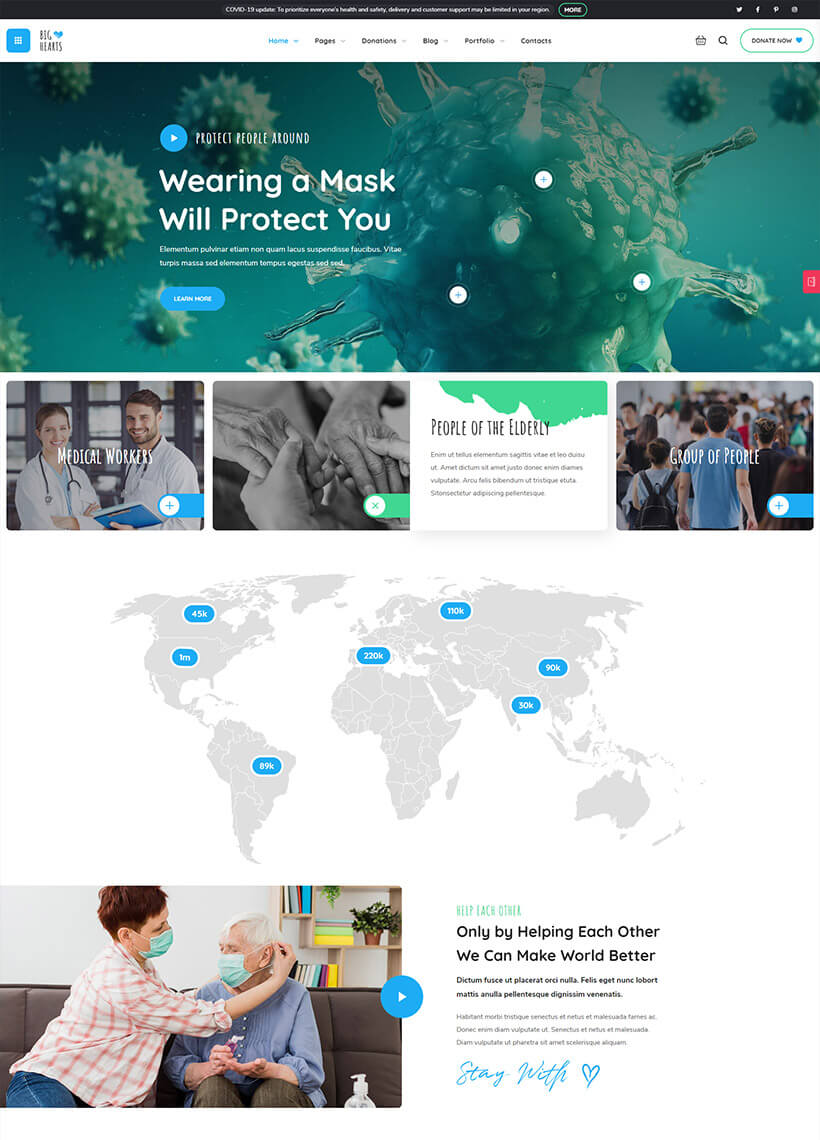 COVID-19 update: To prioritize everyone's health and safety, delivery and customer support may be limited in your region. MORE
BIG HEARTS
Home Pages Donations Blog Portfolio Contacts
DONATE NOW
PROTECT PEOPLE AROUND
Wearing a Mask
Will Protect You
Elementum pulvinar etiam non quam lacus suspendisse faucibus. Vitae
turpis massa sed elementum tempus egestas sed sed.
LEARN MORE
Medical Workers
People of the Elderly
Enim ut tellus elementum sagittis vitae et leo duisu
ut. Amet dictum sit amet justo donec enim diames
vulputate. Arcu felis bibendum ut tristique etuta.
Sitonsectetur adipiscing pellentesque.
Group of People
45k
110k
1m
220k
90k
30k
89k
HELP EACH OTHER
Only by Helping Each Other
We Can Make World Better
Dictum fusce ut placerat orci nulla. Felis eget nunc lobort
mattis anulla pellentesque dignissim venenatis.
Habitant morbi tristique senectus et netus et malesuada fames ac.
Donec enim diam vulputate ut. Senectus et netus et malesuada.
Diam vulputate ut pharetra sit amet scelerisque aliquam.
Stay With